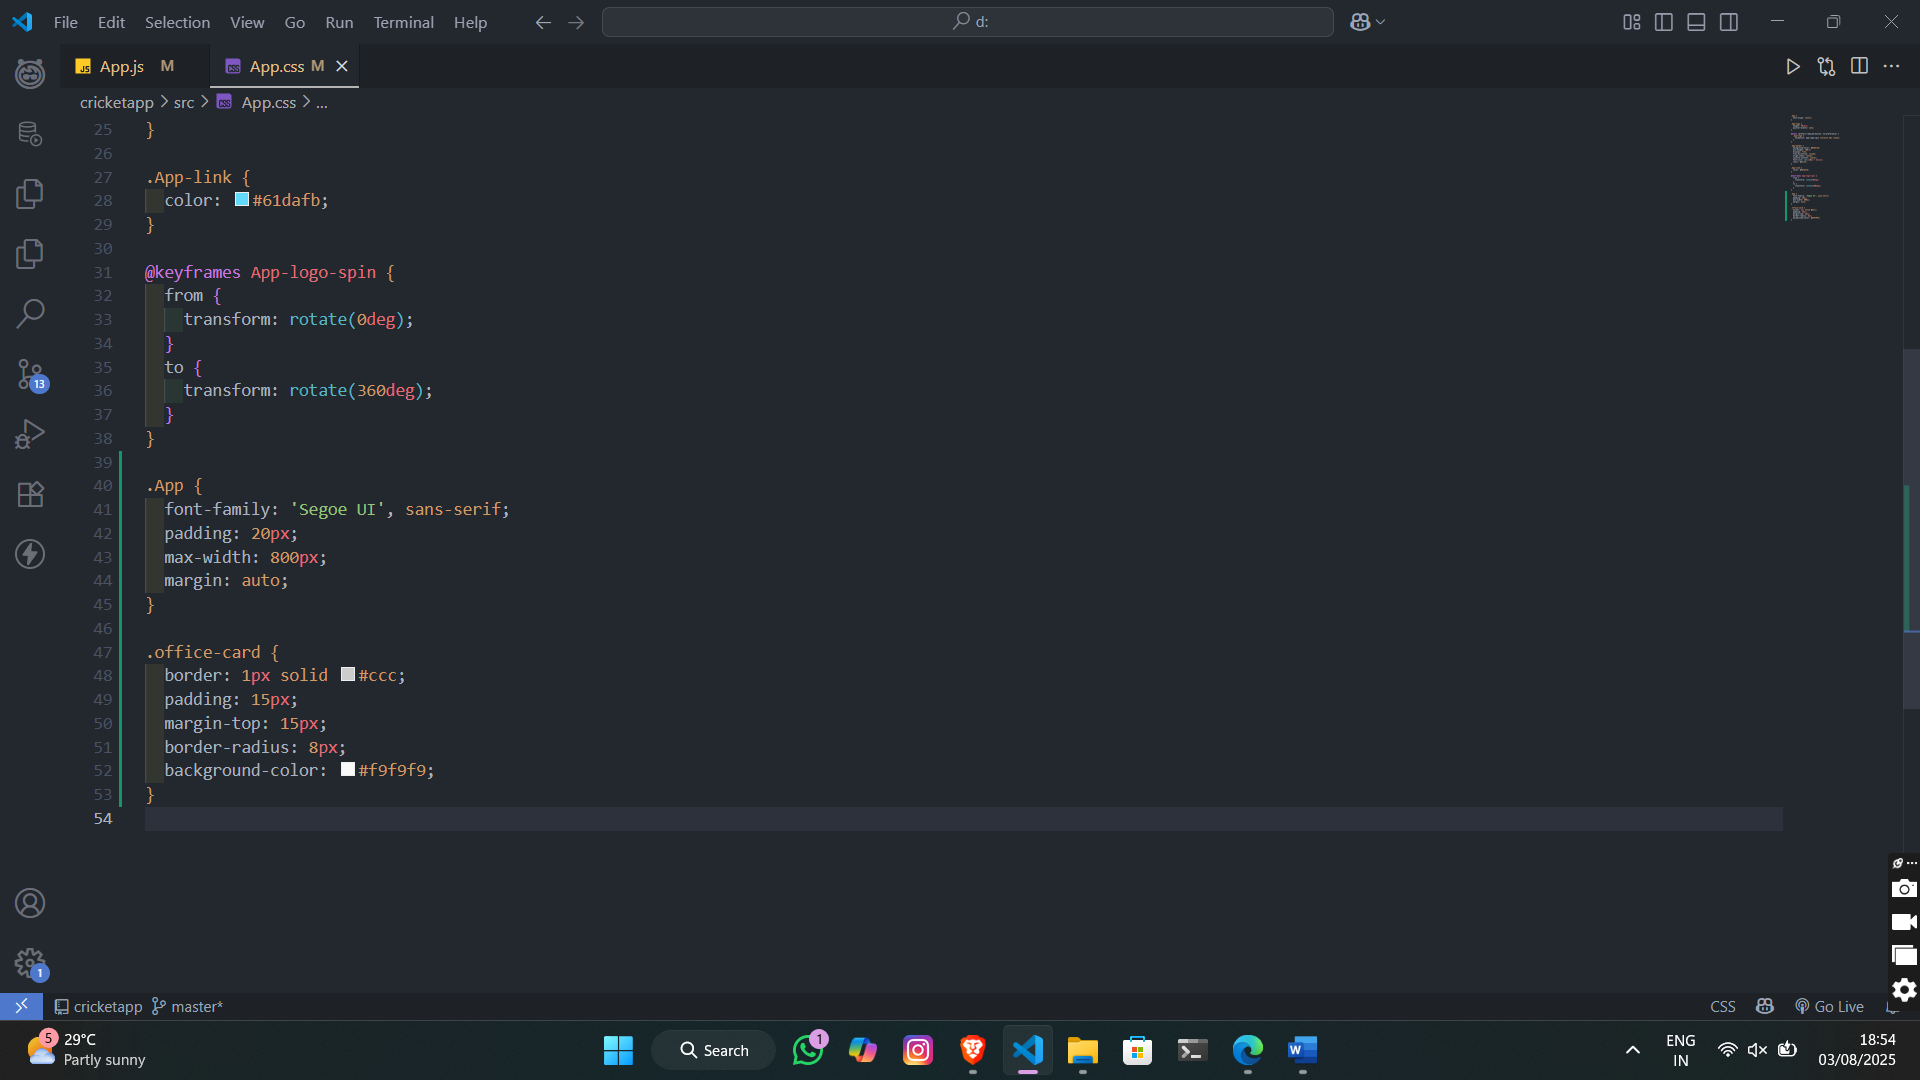 File Edit Selection View Go Run Terminal Help
d:
JS App.js M
CSS App.css M
cricketapp > src > CSS App.css > ...
25 }
26
27 .App-link {
28 color: #61dafb;
29 }
30
31 @keyframes App-logo-spin {
32 from {
33 transform: rotate(0deg);
34 }
35 to {
36 transform: rotate(360deg);
37 }
38 }
39
40 .App {
41 font-family: 'Segoe UI', sans-serif;
42 padding: 20px;
43 max-width: 800px;
44 margin: auto;
45 }
46
47 .office-card {
48 border: 1px solid #ccc;
49 padding: 15px;
50 margin-top: 15px;
51 border-radius: 8px;
52 background-color: #f9f9f9;
53 }
54
13
1
cricketapp master*
CSS Go Live
5
29°C
Partly sunny
Search
1
W
ENG
IN
18:54
03/08/2025